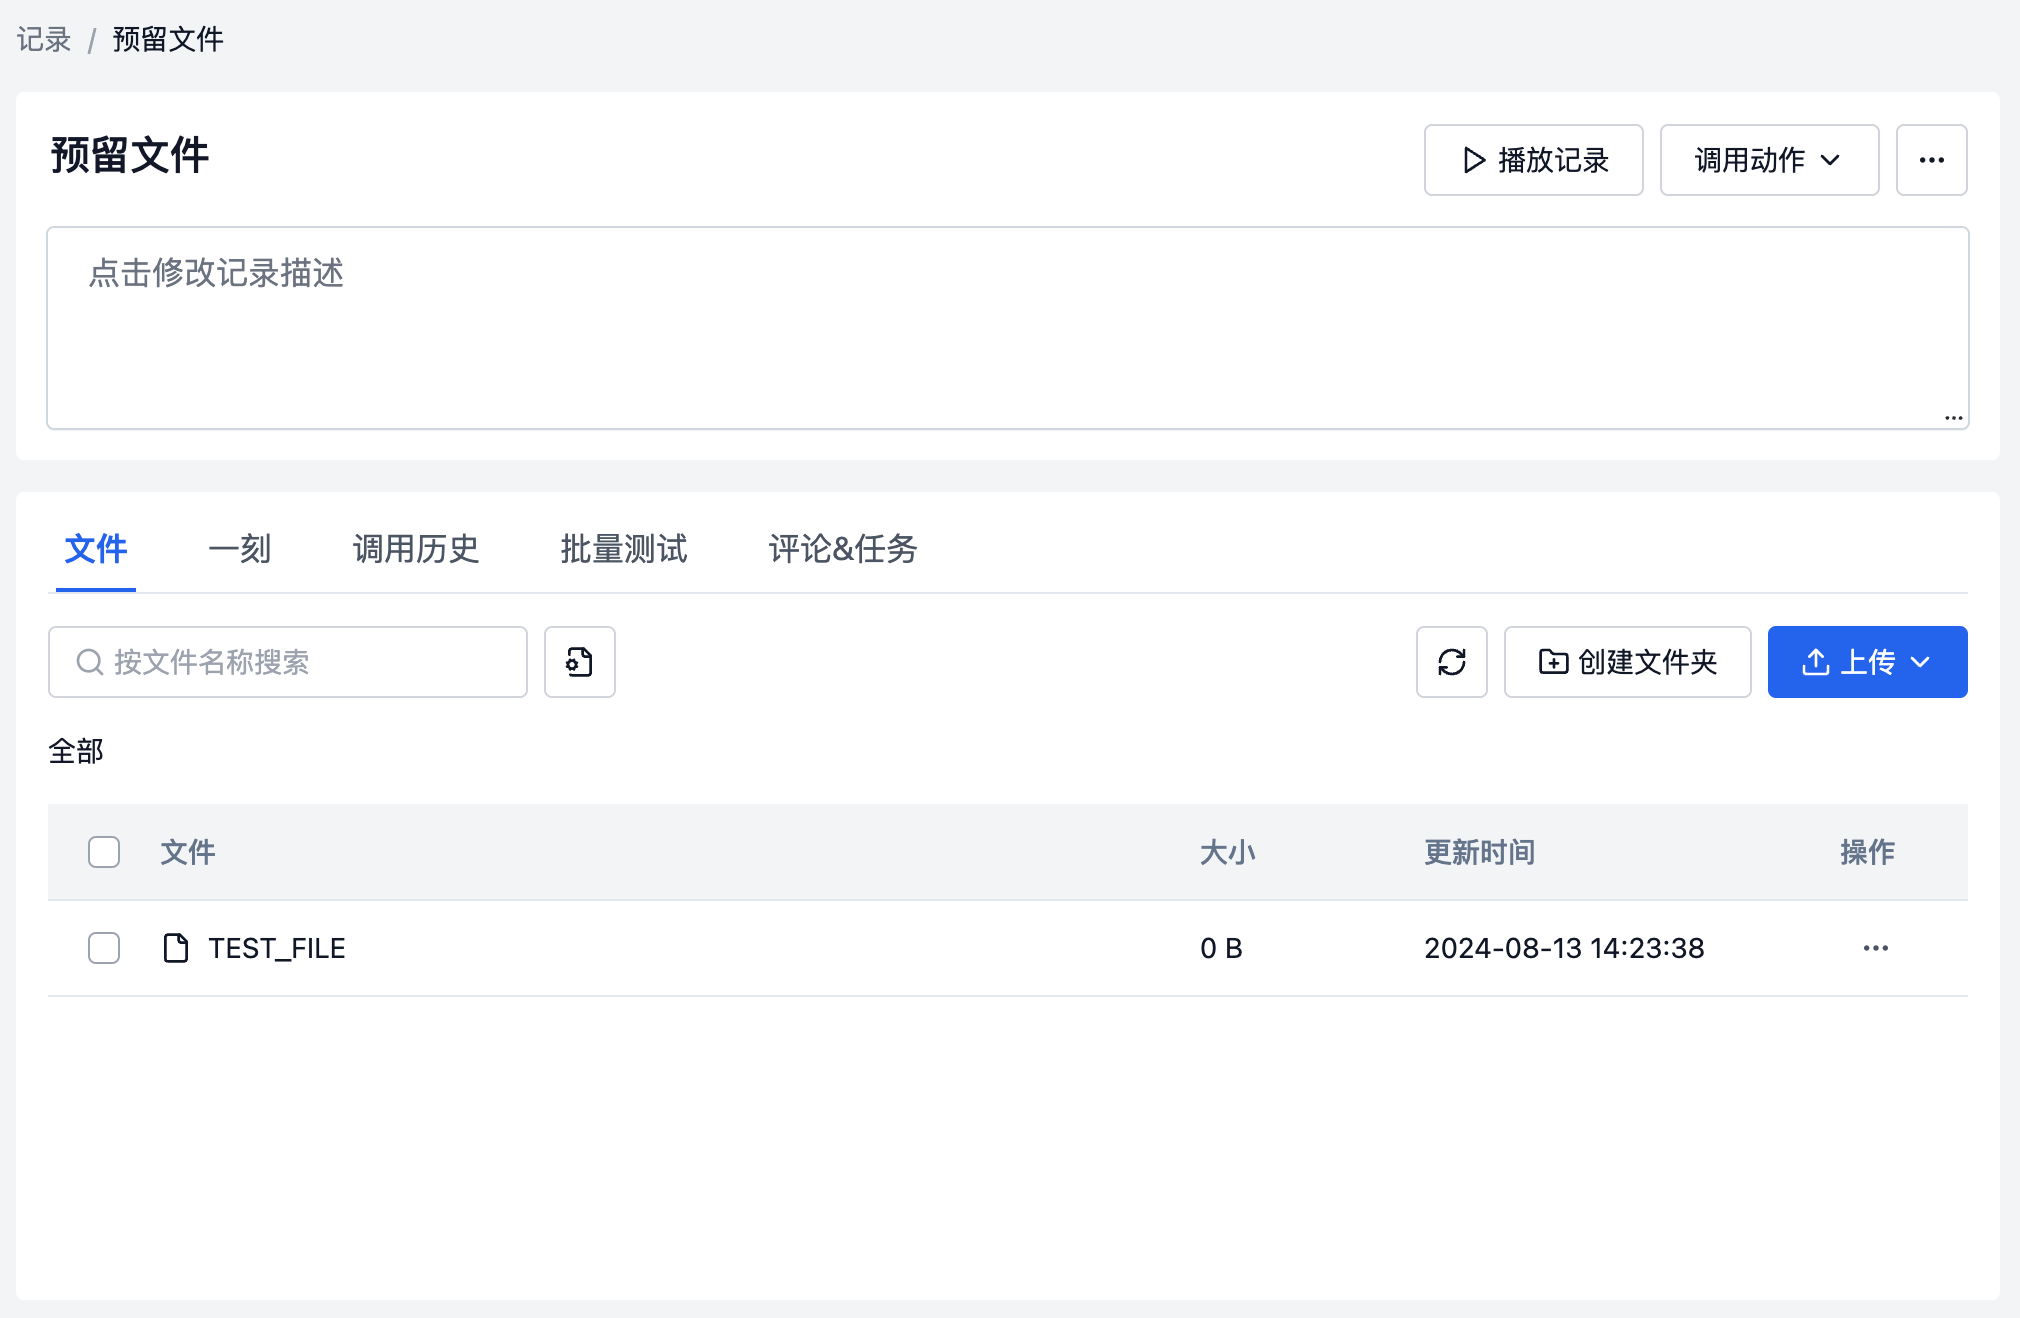 记录 / 预留文件
预留文件
播放记录
调用动作
点击修改记录描述
文件 一刻 调用历史 批量测试 评论&任务
按文件名称搜索
创建文件夹
上传
全部
文件 大小 更新时间 操作
TEST_FILE 0 B 2024-08-13 14:23:38